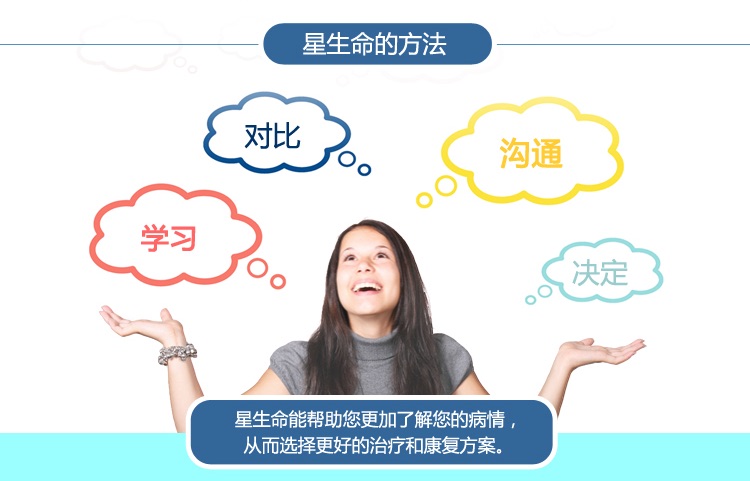 星生命的方法
对比
沟通
学习
决定
星生命能帮助您更加了解您的病情，
从而选择更好的治疗和康复方案。